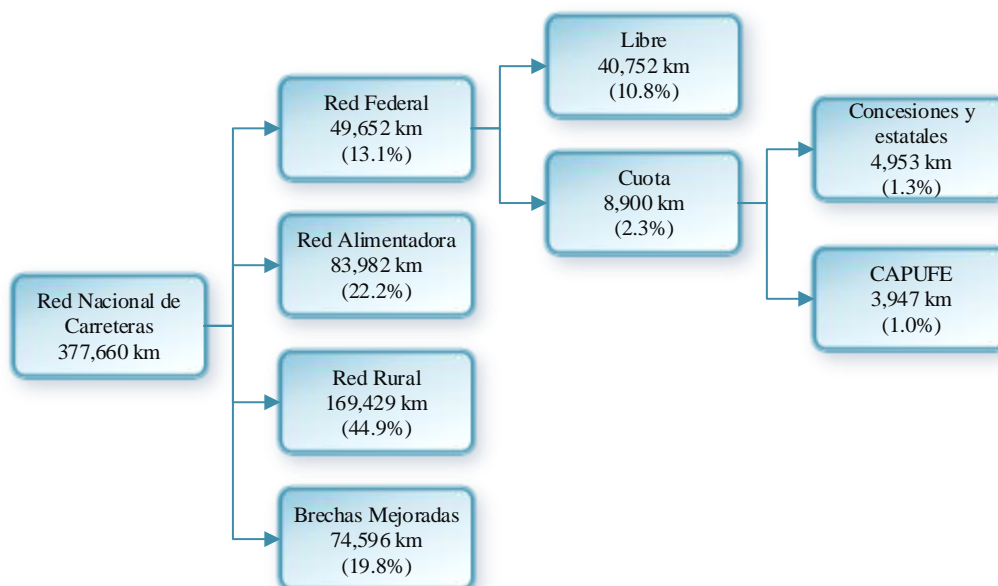 Red Nacional de
Carreteras
377,660 km
Red Federal
49,652 km
(13.1%)
Red Alimentadora
83,982 km
(22.2%)
Red Rural
169,429 km
(44.9%)
Brechas Mejoradas
74,596 km
(19.8%)
Libre
40,752 km
(10.8%)
Cuota
8,900 km
(2.3%)
Concesiones y
estatales
4,953 km
(1.3%)
CAPUFE
3,947 km
(1.0%)